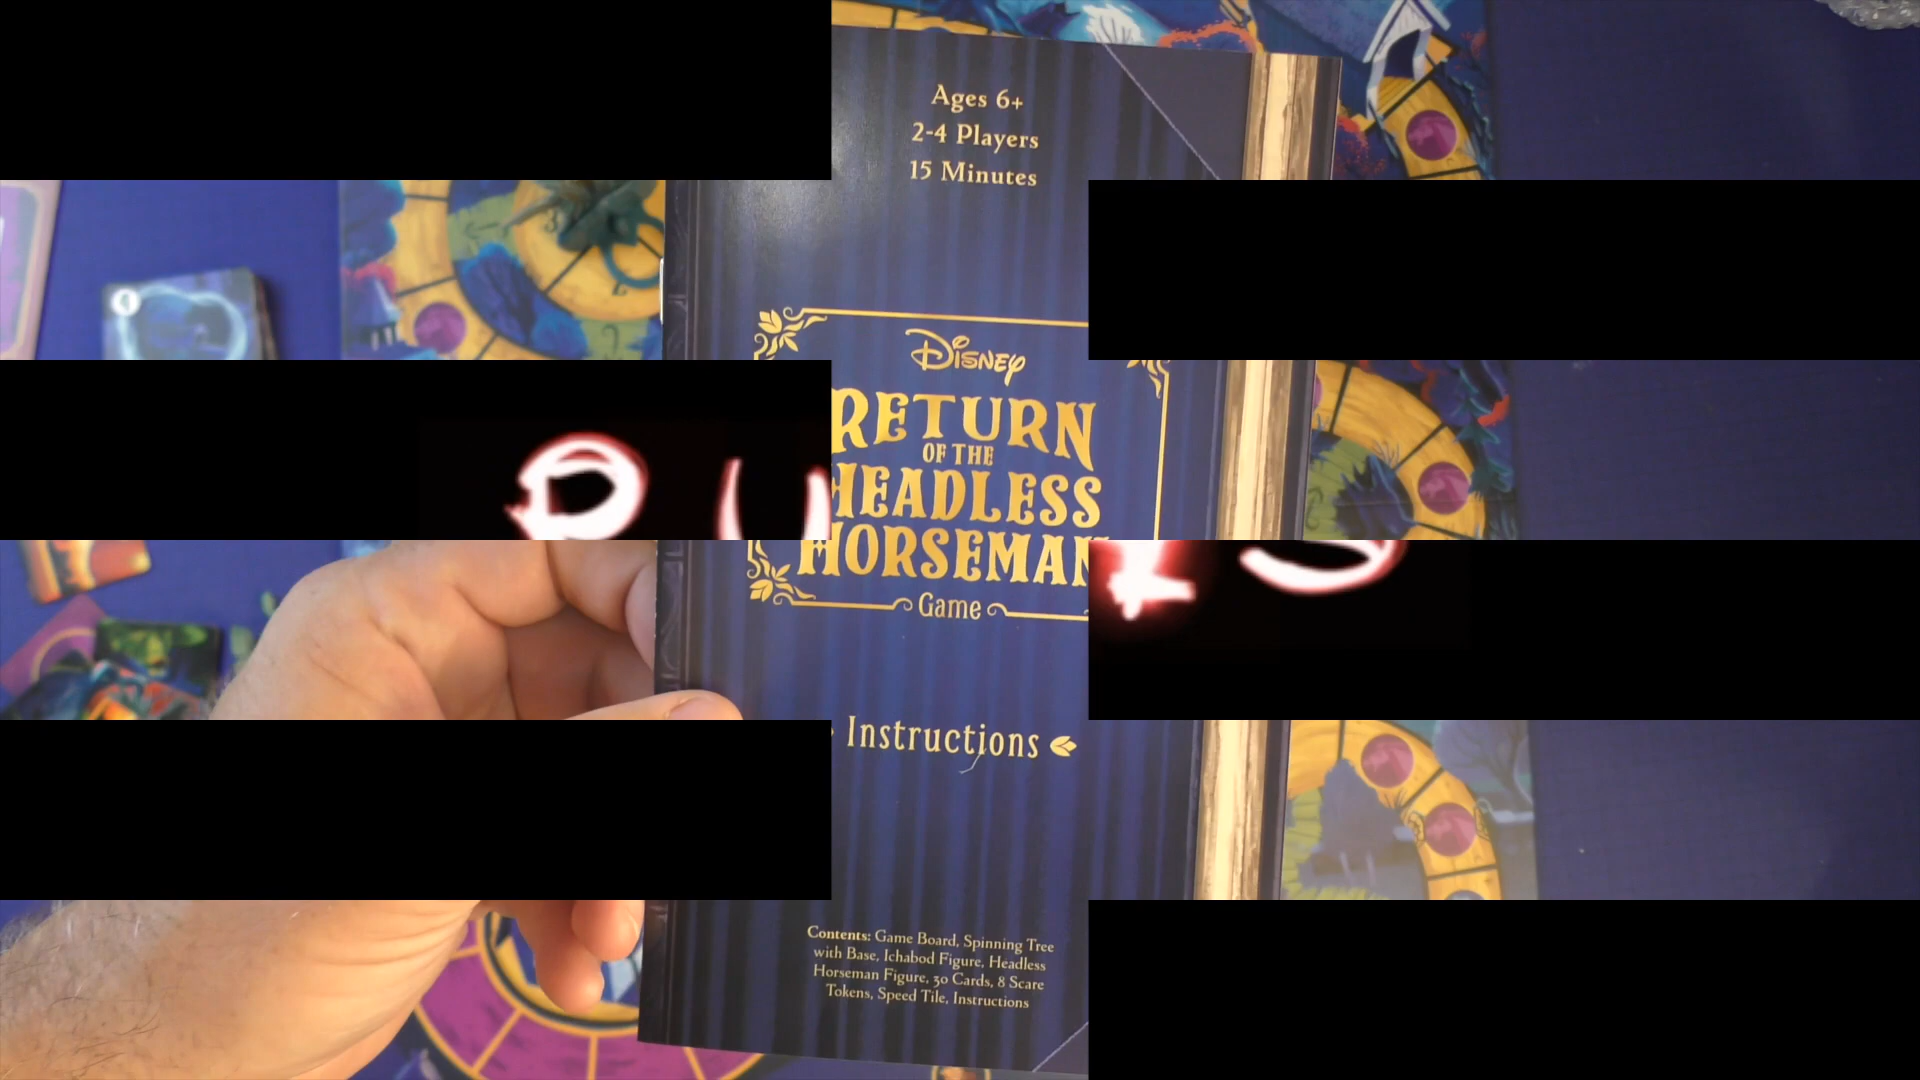 Ages 6+
2-4 Players
15 Minutes
Disney
RETURN
OF THE
HEADLESS
HORSEMAN
Game
Instructions
Contents: Game Board, Spinning Tree
with Base, Ichabod Figure, Headless
Horseman Figure, 30 Cards, 8 Scare
Tokens, Speed Tile, Instructions